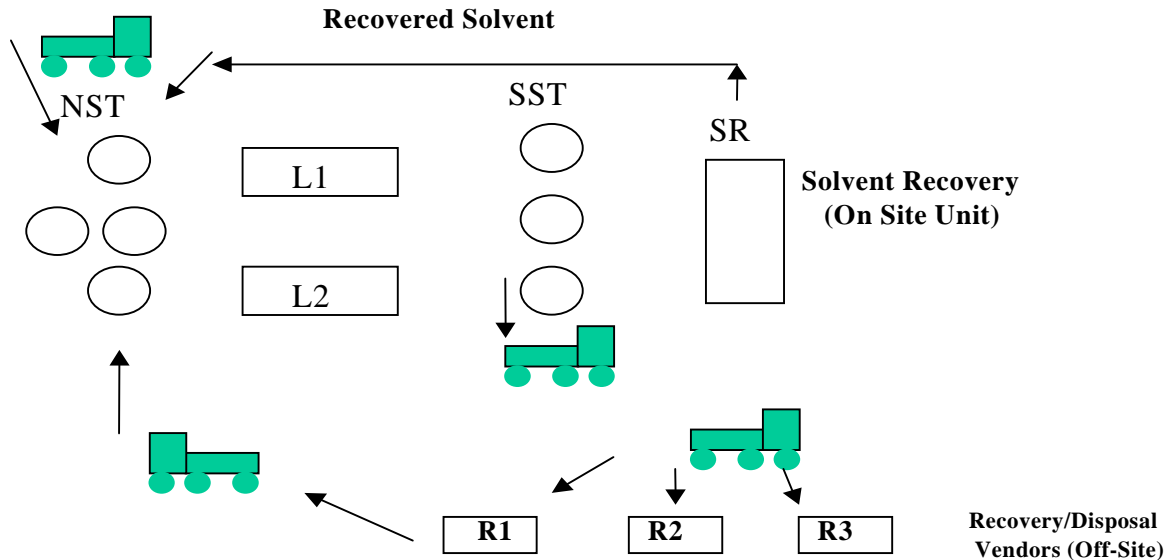 Recovered Solvent
NST
SST
SR
L1
Solvent Recovery
(On Site Unit)
L2
R1
R2
R3
Recovery/Disposal
Vendors (Off-Site)